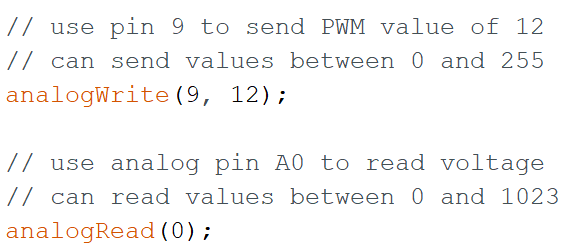 // use pin 9 to send PWM value of 12
// can send values between 0 and 255
analogWrite(9, 12);
// use analog pin A0 to read voltage
// can read values between 0 and 1023
analogRead(0);